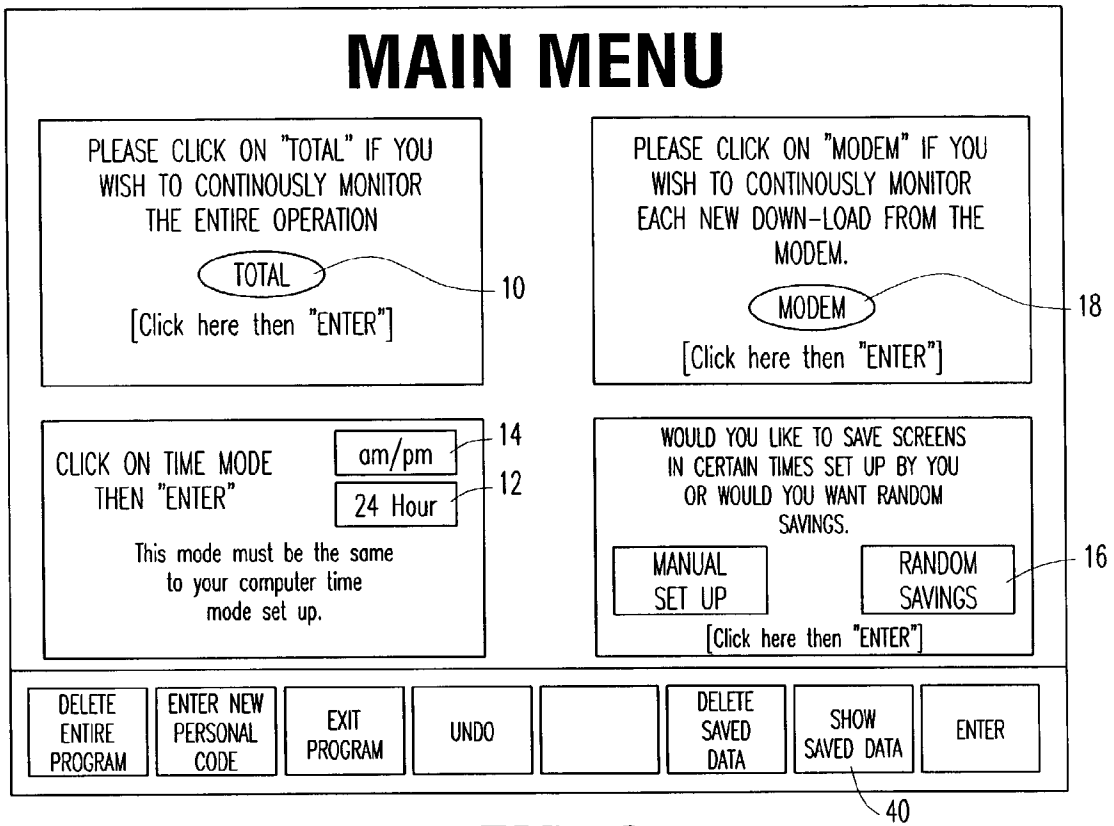 MAIN MENU
PLEASE CLICK ON "TOTAL" IF YOU
WISH TO CONTINOUSLY MONITOR
THE ENTIRE OPERATION
TOTAL
10
[Click here then "ENTER"]
PLEASE CLICK ON "MODEM" IF YOU
WISH TO CONTINOUSLY MONITOR
EACH NEW DOWN-LOAD FROM THE
MODEM.
MODEM
18
[Click here then "ENTER"]
CLICK ON TIME MODE
THEN "ENTER"
am/pm
14
24 Hour
12
This mode must be the same
to your computer time
mode set up.
WOULD YOU LIKE TO SAVE SCREENS
IN CERTAIN TIMES SET UP BY YOU
OR WOULD YOU WANT RANDOM
SAVINGS.
MANUAL
SET UP
RANDOM
SAVINGS
16
[Click here then "ENTER"]
DELETE
ENTIRE
PROGRAM
ENTER NEW
PERSONAL
CODE
EXIT
PROGRAM
UNDO
DELETE
SAVED
DATA
SHOW
SAVED DATA
ENTER
40